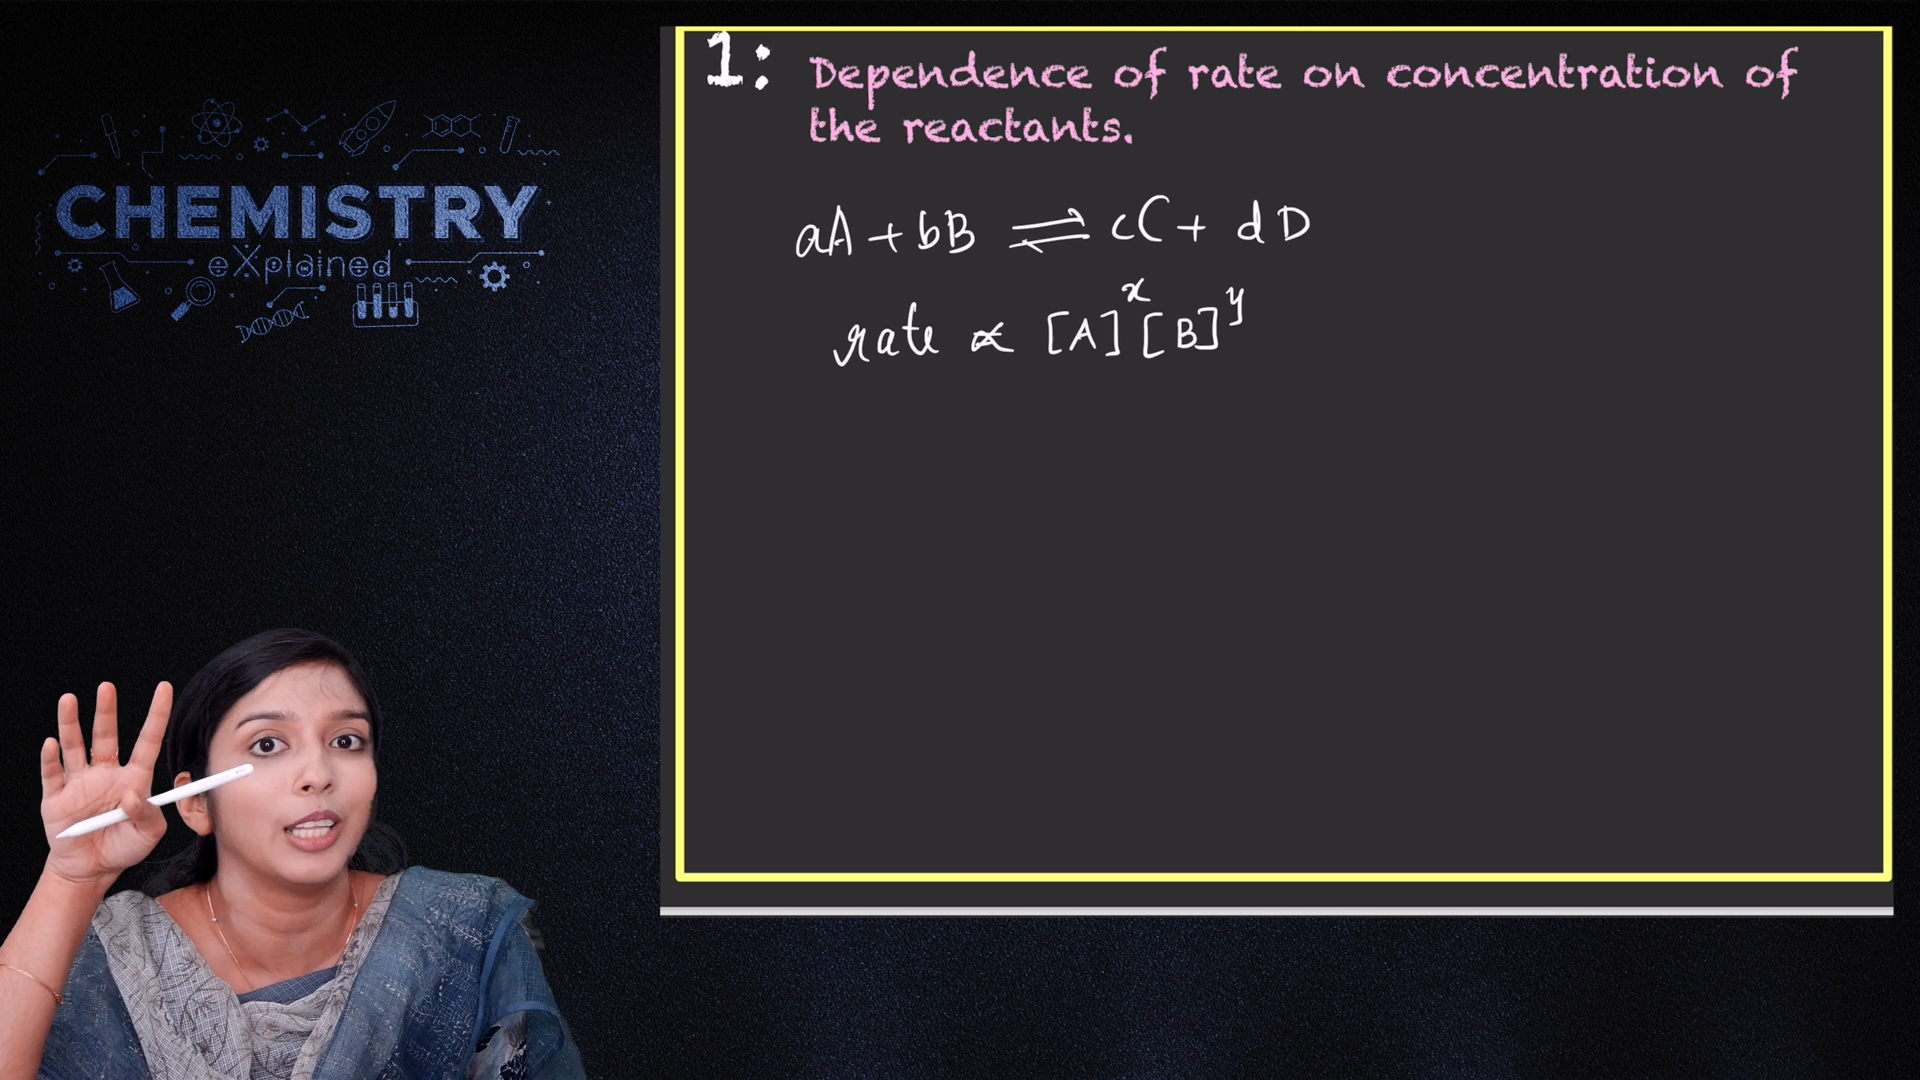 CHEMISTRY
eXplained
1: Dependence of rate on concentration of
the reactants.
aA + bB ⇌ cC + dD
rate ∝ [A]ˣ [B]ʸ